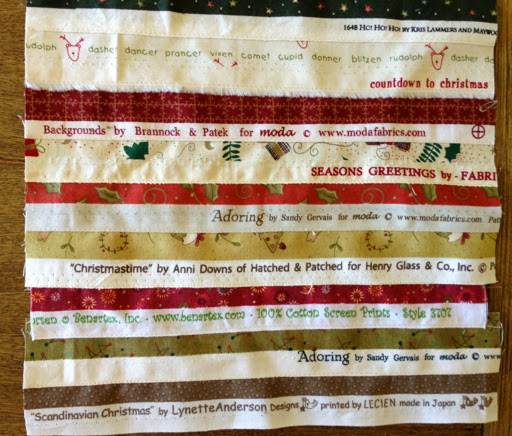 1648 HO! HO! HO! BY KRIS LAMMERS AND MAYWO
rudolph dasher dancer prancer vixen comet cupid donner blitzen rudolph dasher
countdown to christmas
Backgrounds" by Brannock & Patek for moda © www.modafabrics.com
SEASONS GREETINGS by - FABRI
Adoring by Sandy Gervais for moda © www.modafabrics.com Pat
"Christmastime" by Anni Downs of Hatched & Patched for Henry Glass & Co., Inc. © P
rsen © Benartex, Inc. · www.benartex.com · 100% Cotton Screen Prints · Style 3707
Adoring by Sandy Gervais for moda © www
"Scandinavian Christmas" by LynetteAnderson Designs printed by LECIEN made in Japan